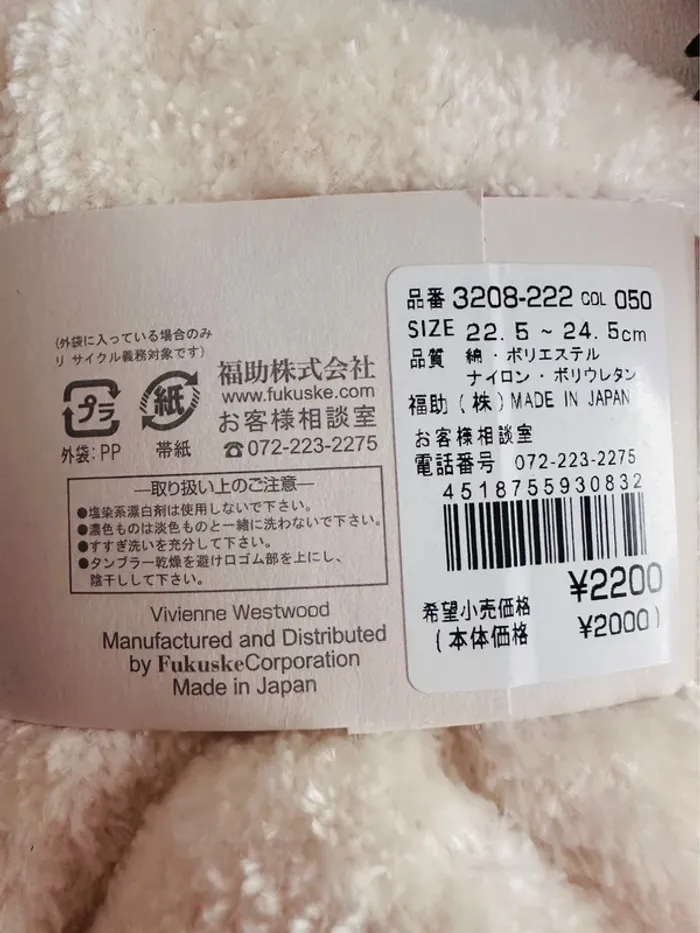 (外袋に入っている場合のみ
リサイクル義務対象です)
プラ
紙
外袋:PP
帯紙
福助株式会社
www.fukuske.com
お客様相談室
☎072-223-2275
―取り扱い上のご注意―
●塩染系漂白剤は使用しないで下さい。
●濃色ものは淡色ものと一緒に洗わないで下さい。
●すすぎ洗いを充分して下さい。
●タンブラー乾燥を避け口ゴム部を上にし、
陰干しして下さい。
Vivienne Westwood
Manufactured and Distributed
by FukuskeCorporation
Made in Japan
品番 3208-222 COL 050
SIZE 22.5 ~ 24.5cm
品質 綿・ポリエステル
ナイロン・ポリウレタン
福助(株)MADE IN JAPAN
お客様相談室
電話番号 072-223-2275
4518755930832
¥2200
希望小売価格
(本体価格 ¥2000)